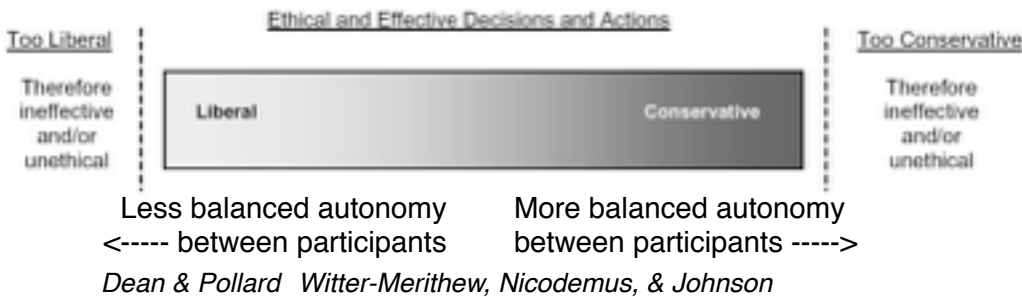 Ethical and Effective Decisions and Actions
Too Liberal
Therefore
ineffective
and/or
unethical
Liberal
Conservative
Too Conservative
Therefore
ineffective
and/or
unethical
Less balanced autonomy
<----- between participants
More balanced autonomy
between participants ----->
Dean & Pollard Witter-Merithew, Nicodemus, & Johnson